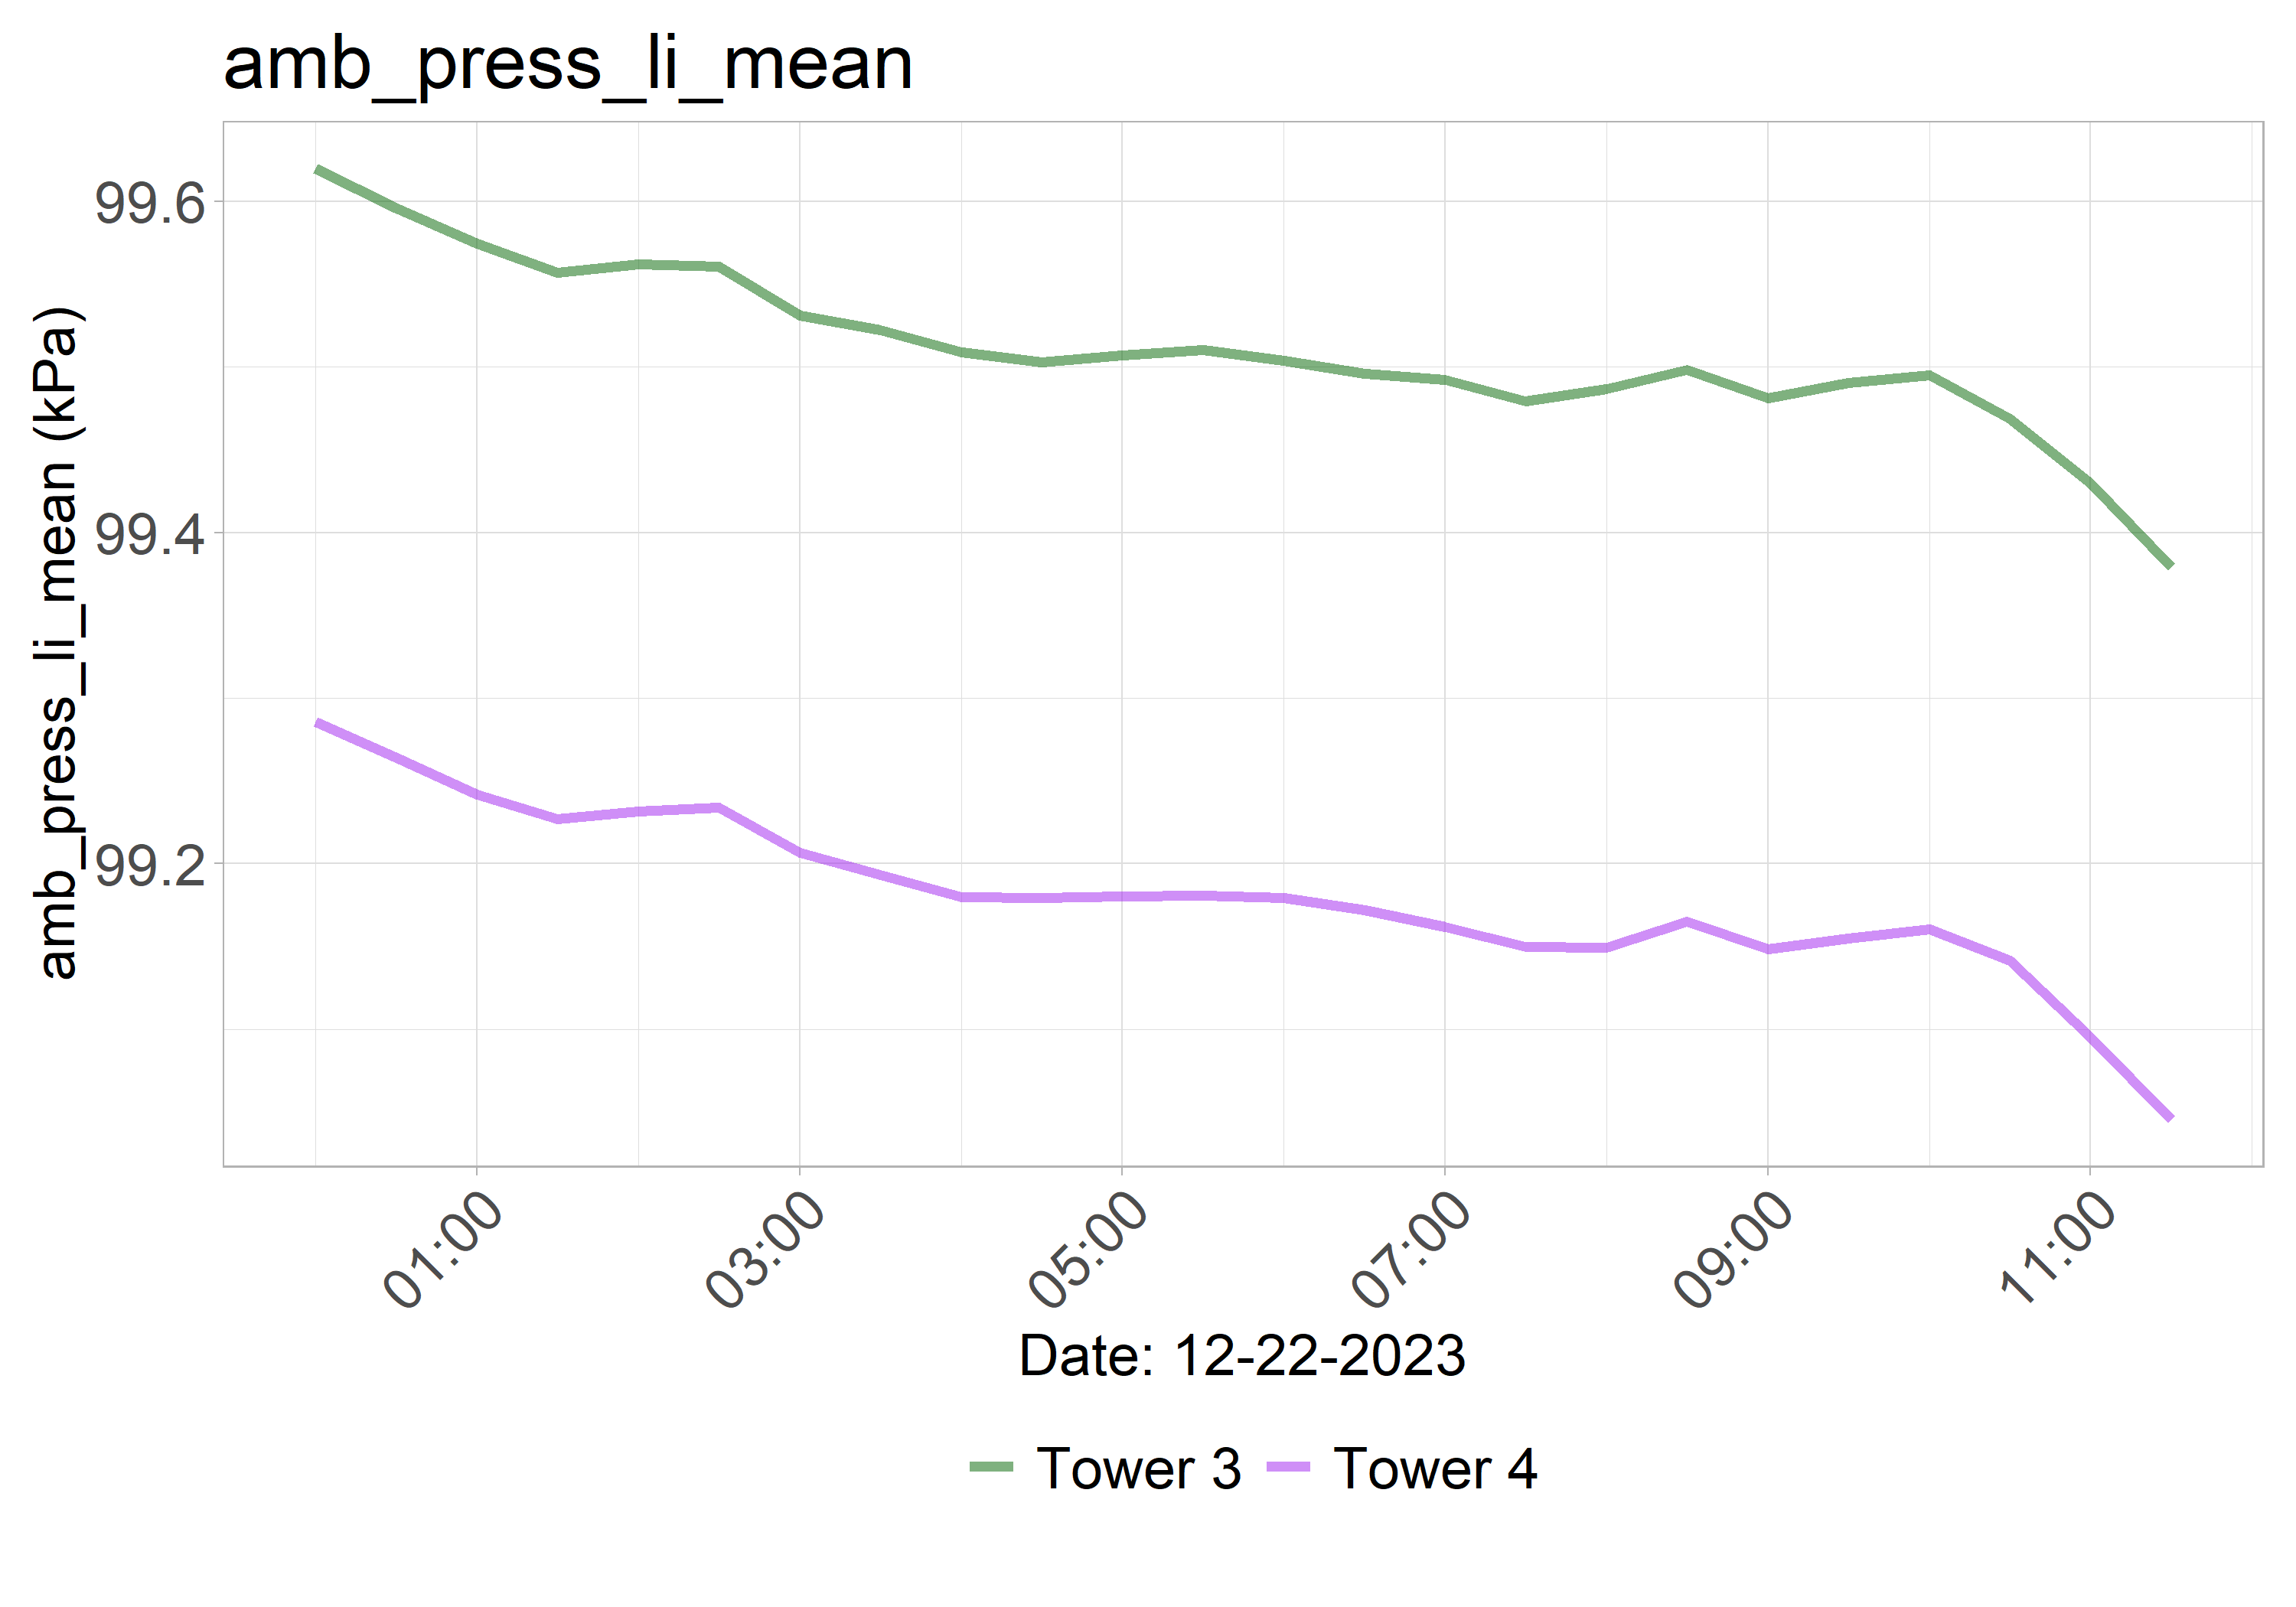 amb_press_li_mean
amb_press_li_mean (kPa)
99.6
99.4
99.2
01:00
03:00
05:00
07:00
09:00
11:00
Date: 12-22-2023
Tower 3
Tower 4